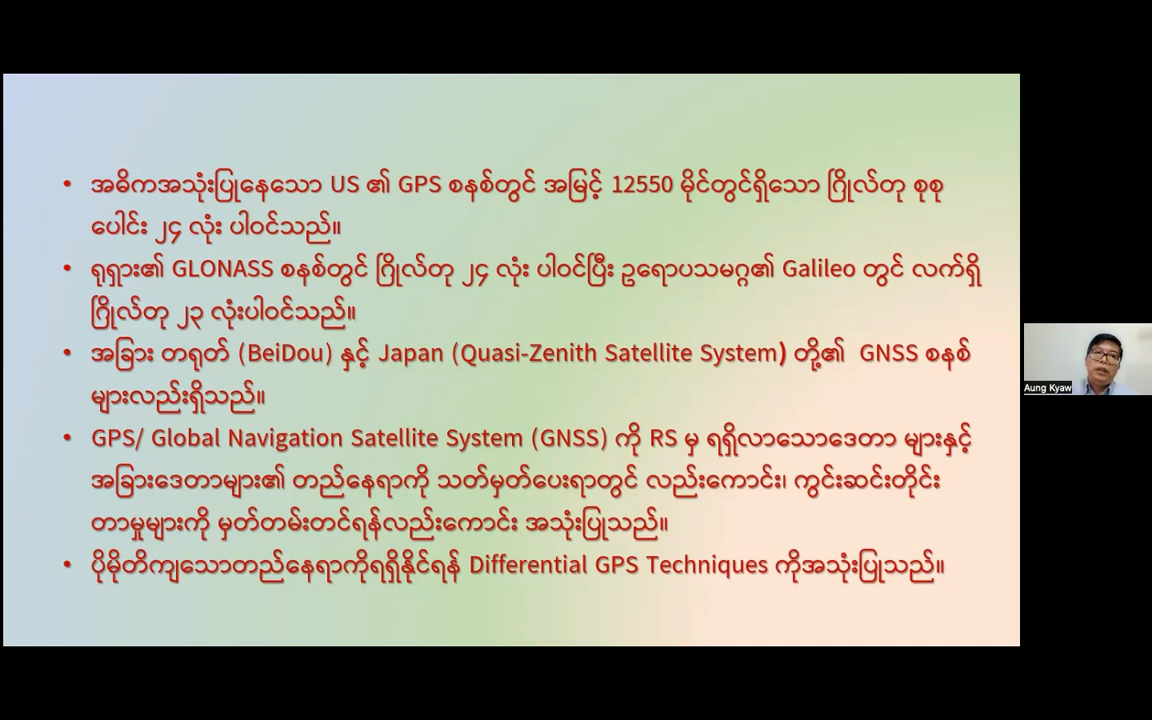 • အဓိကအသုံးပြုနေသော US ၏ GPS စနစ်တွင် အမြင့် 12550 မိုင်တွင်ရှိသော ဂြိုလ်တု စုစု
ပေါင်း ၂၄ လုံး ပါဝင်သည်။
• ရုရှား၏ GLONASS စနစ်တွင် ဂြိုလ်တု ၂၄ လုံး ပါဝင်ပြီး ဥရောပသမဂ္ဂ၏ Galileo တွင် လက်ရှိ
ဂြိုလ်တု ၂၃ လုံးပါဝင်သည်။
• အခြား တရုတ် (BeiDou) နှင့် Japan (Quasi-Zenith Satellite System) တို့၏ GNSS စနစ်
များလည်းရှိသည်။
• GPS/ Global Navigation Satellite System (GNSS) ကို RS မှ ရရှိလာသောဒေတာ များနှင့်
အခြားဒေတာများ၏ တည်နေရာကို သတ်မှတ်ပေးရာတွင် လည်းကောင်း၊ ကွင်းဆင်းတိုင်း
တာမှုများကို မှတ်တမ်းတင်ရန်လည်းကောင်း အသုံးပြုသည်။
• ပိုမိုတိကျသောတည်နေရာကိုရရှိနိုင်ရန် Differential GPS Techniques ကိုအသုံးပြုသည်။
Aung Kyaw